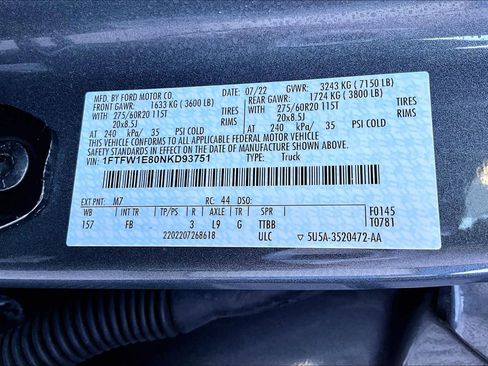 MFD. BY FORD MOTOR CO. 07/22 GVWR: 3243 KG ( 7150 LB)
FRONT GAWR: 1633 KG ( 3600 LB) REAR GAWR: 1724 KG ( 3800 LB)
275/60R20 115T TIRES 275/60R20 115T TIRES
20x8.5J RIMS 20x8.5J RIMS
AT 240 kPa/ 35 PSI COLD AT 240 kPa/ 35 PSI COLD
THIS VEHICLE CONFORMS TO ALL APPLICABLE FEDERAL MOTOR VEHICLE
SAFETY STANDARDS IN EFFECT ON THE DATE OF MANUFACTURE SHOWN ABOVE.
VIN: 1FTFW1E80NKD93751 TYPE: Truck
EXT PNT: M7 RC: 44 DSO: F0145
WB INT TR TP/PS R AXLE TR SPR T0781
157 FB 3 L9 G TTBB
2202207268618 ULC ▽ 5U5A-3520472-AA